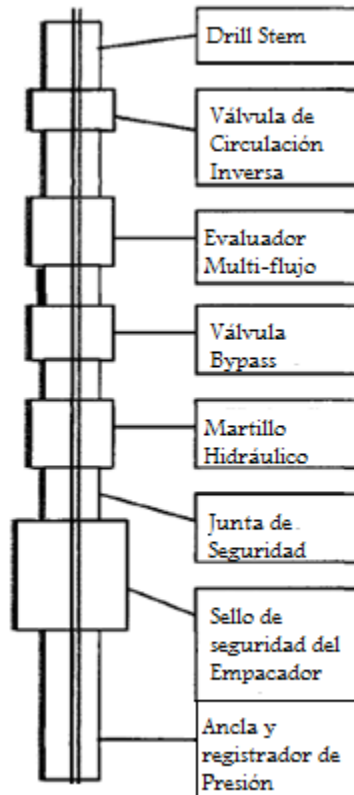 Drill Stem
Válvula de
Circulación
Inversa
Evaluador
Multi-flujo
Válvula
Bypass
Martillo
Hidráulico
Junta de
Seguridad
Sello de
seguridad del
Empacador
Ancla y
registrador de
Presión